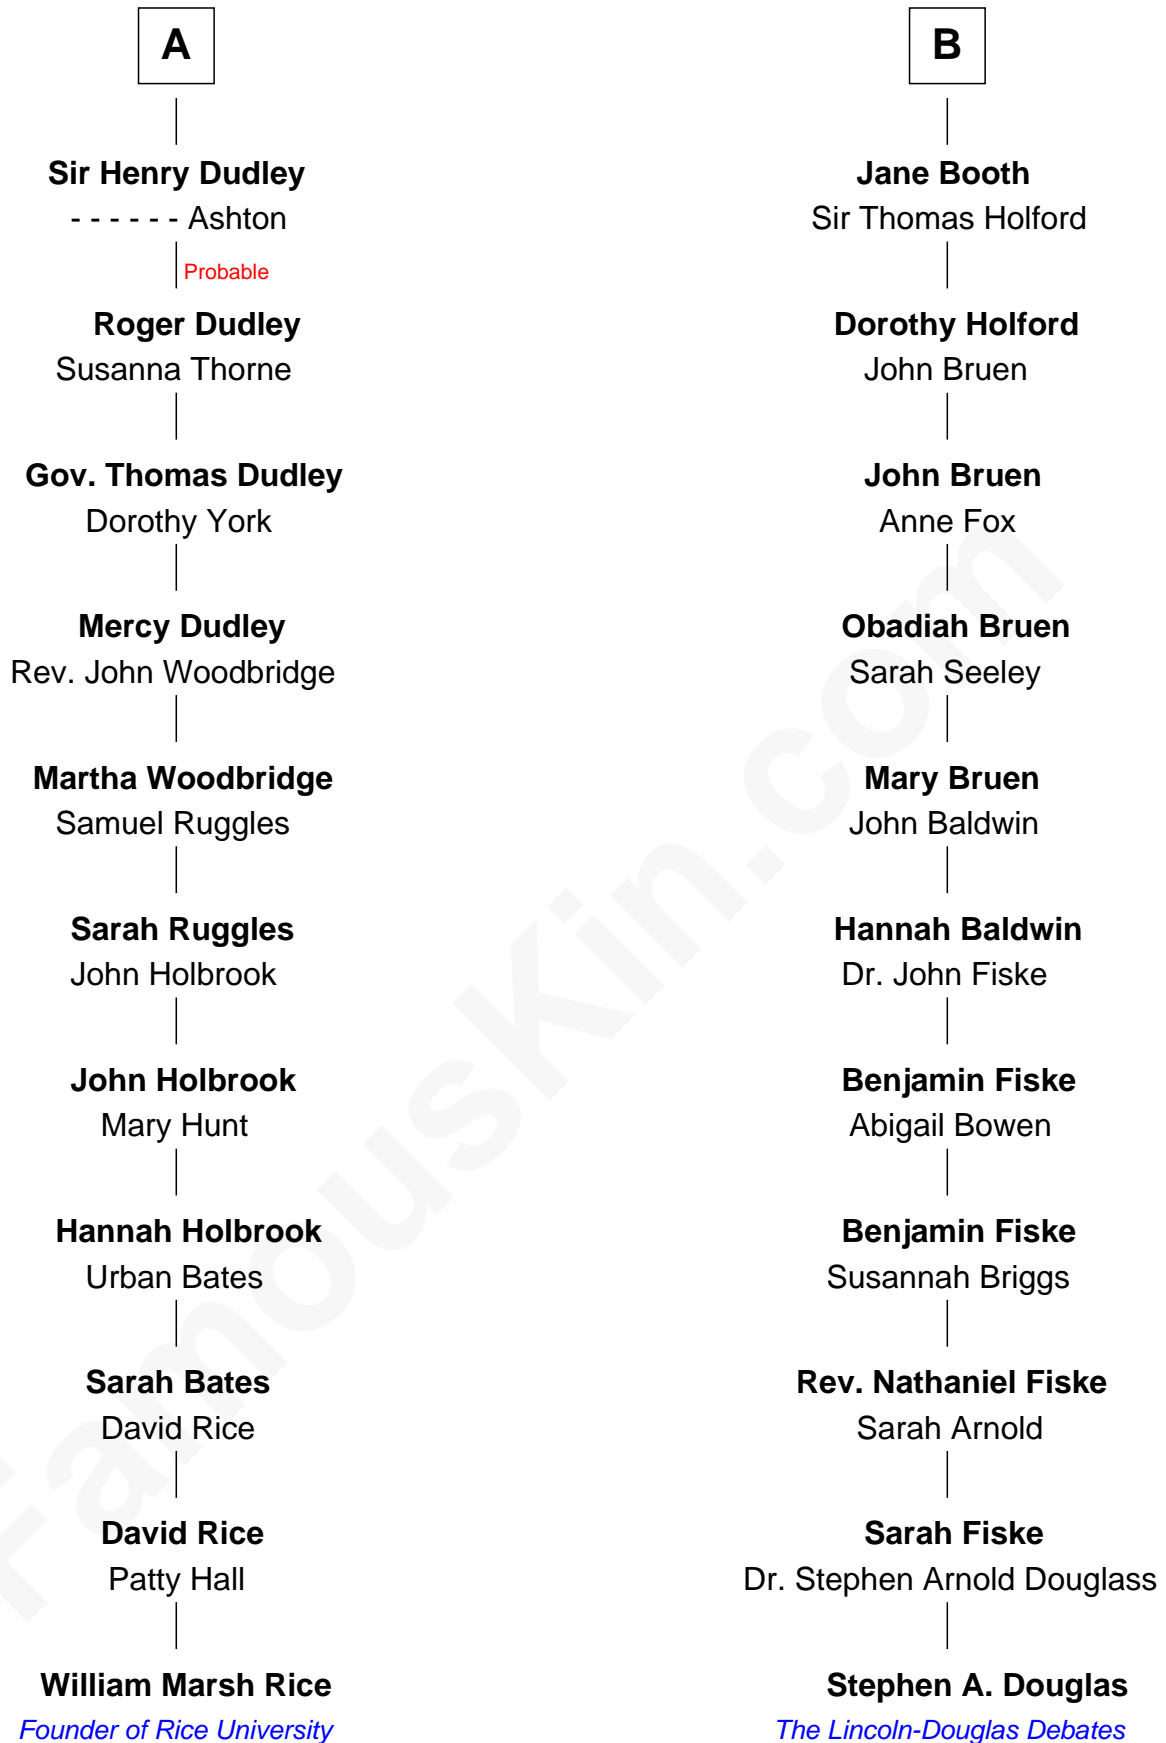 A
Sir Henry Dudley
- - - - - - Ashton
Probable
Roger Dudley
Susanna Thorne
Gov. Thomas Dudley
Dorothy York
Mercy Dudley
Rev. John Woodbridge
Martha Woodbridge
Samuel Ruggles
Sarah Ruggles
John Holbrook
John Holbrook
Mary Hunt
Hannah Holbrook
Urban Bates
Sarah Bates
David Rice
David Rice
Patty Hall
William Marsh Rice
Founder of Rice University
B
Jane Booth
Sir Thomas Holford
Dorothy Holford
John Bruen
John Bruen
Anne Fox
Obadiah Bruen
Sarah Seeley
Mary Bruen
John Baldwin
Hannah Baldwin
Dr. John Fiske
Benjamin Fiske
Abigail Bowen
Benjamin Fiske
Susannah Briggs
Rev. Nathaniel Fiske
Sarah Arnold
Sarah Fiske
Dr. Stephen Arnold Douglass
Stephen A. Douglas
The Lincoln-Douglas Debates
FamousKin.com